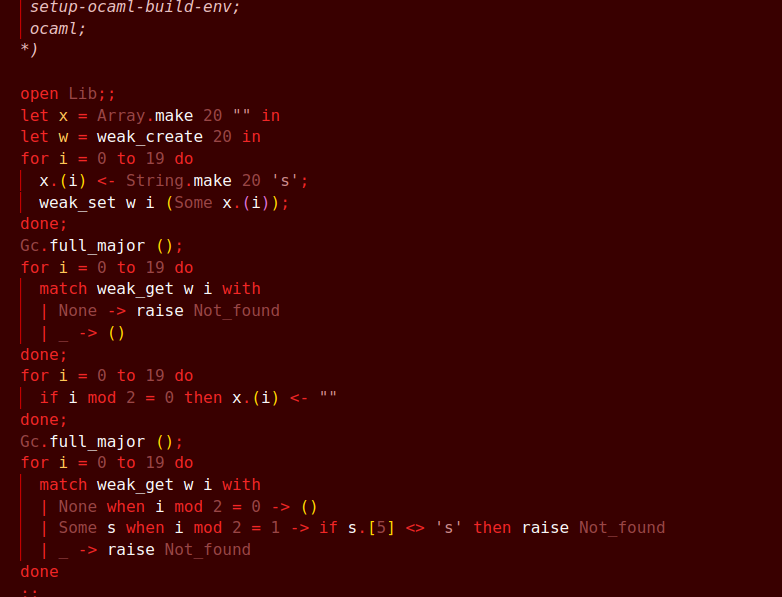 setup-ocaml-build-env;
ocaml;
*)
open Lib;;
let x = Array.make 20 "" in
let w = weak_create 20 in
for i = 0 to 19 do
x.(i) <- String.make 20 's';
weak_set w i (Some x.(i));
done;
Gc.full_major ();
for i = 0 to 19 do
match weak_get w i with
| None -> raise Not_found
| _ -> ()
done;
for i = 0 to 19 do
if i mod 2 = 0 then x.(i) <- ""
done;
Gc.full_major ();
for i = 0 to 19 do
match weak_get w i with
| None when i mod 2 = 0 -> ()
| Some s when i mod 2 = 1 -> if s.[5] <> 's' then raise Not_found
| _ -> raise Not_found
done
;;